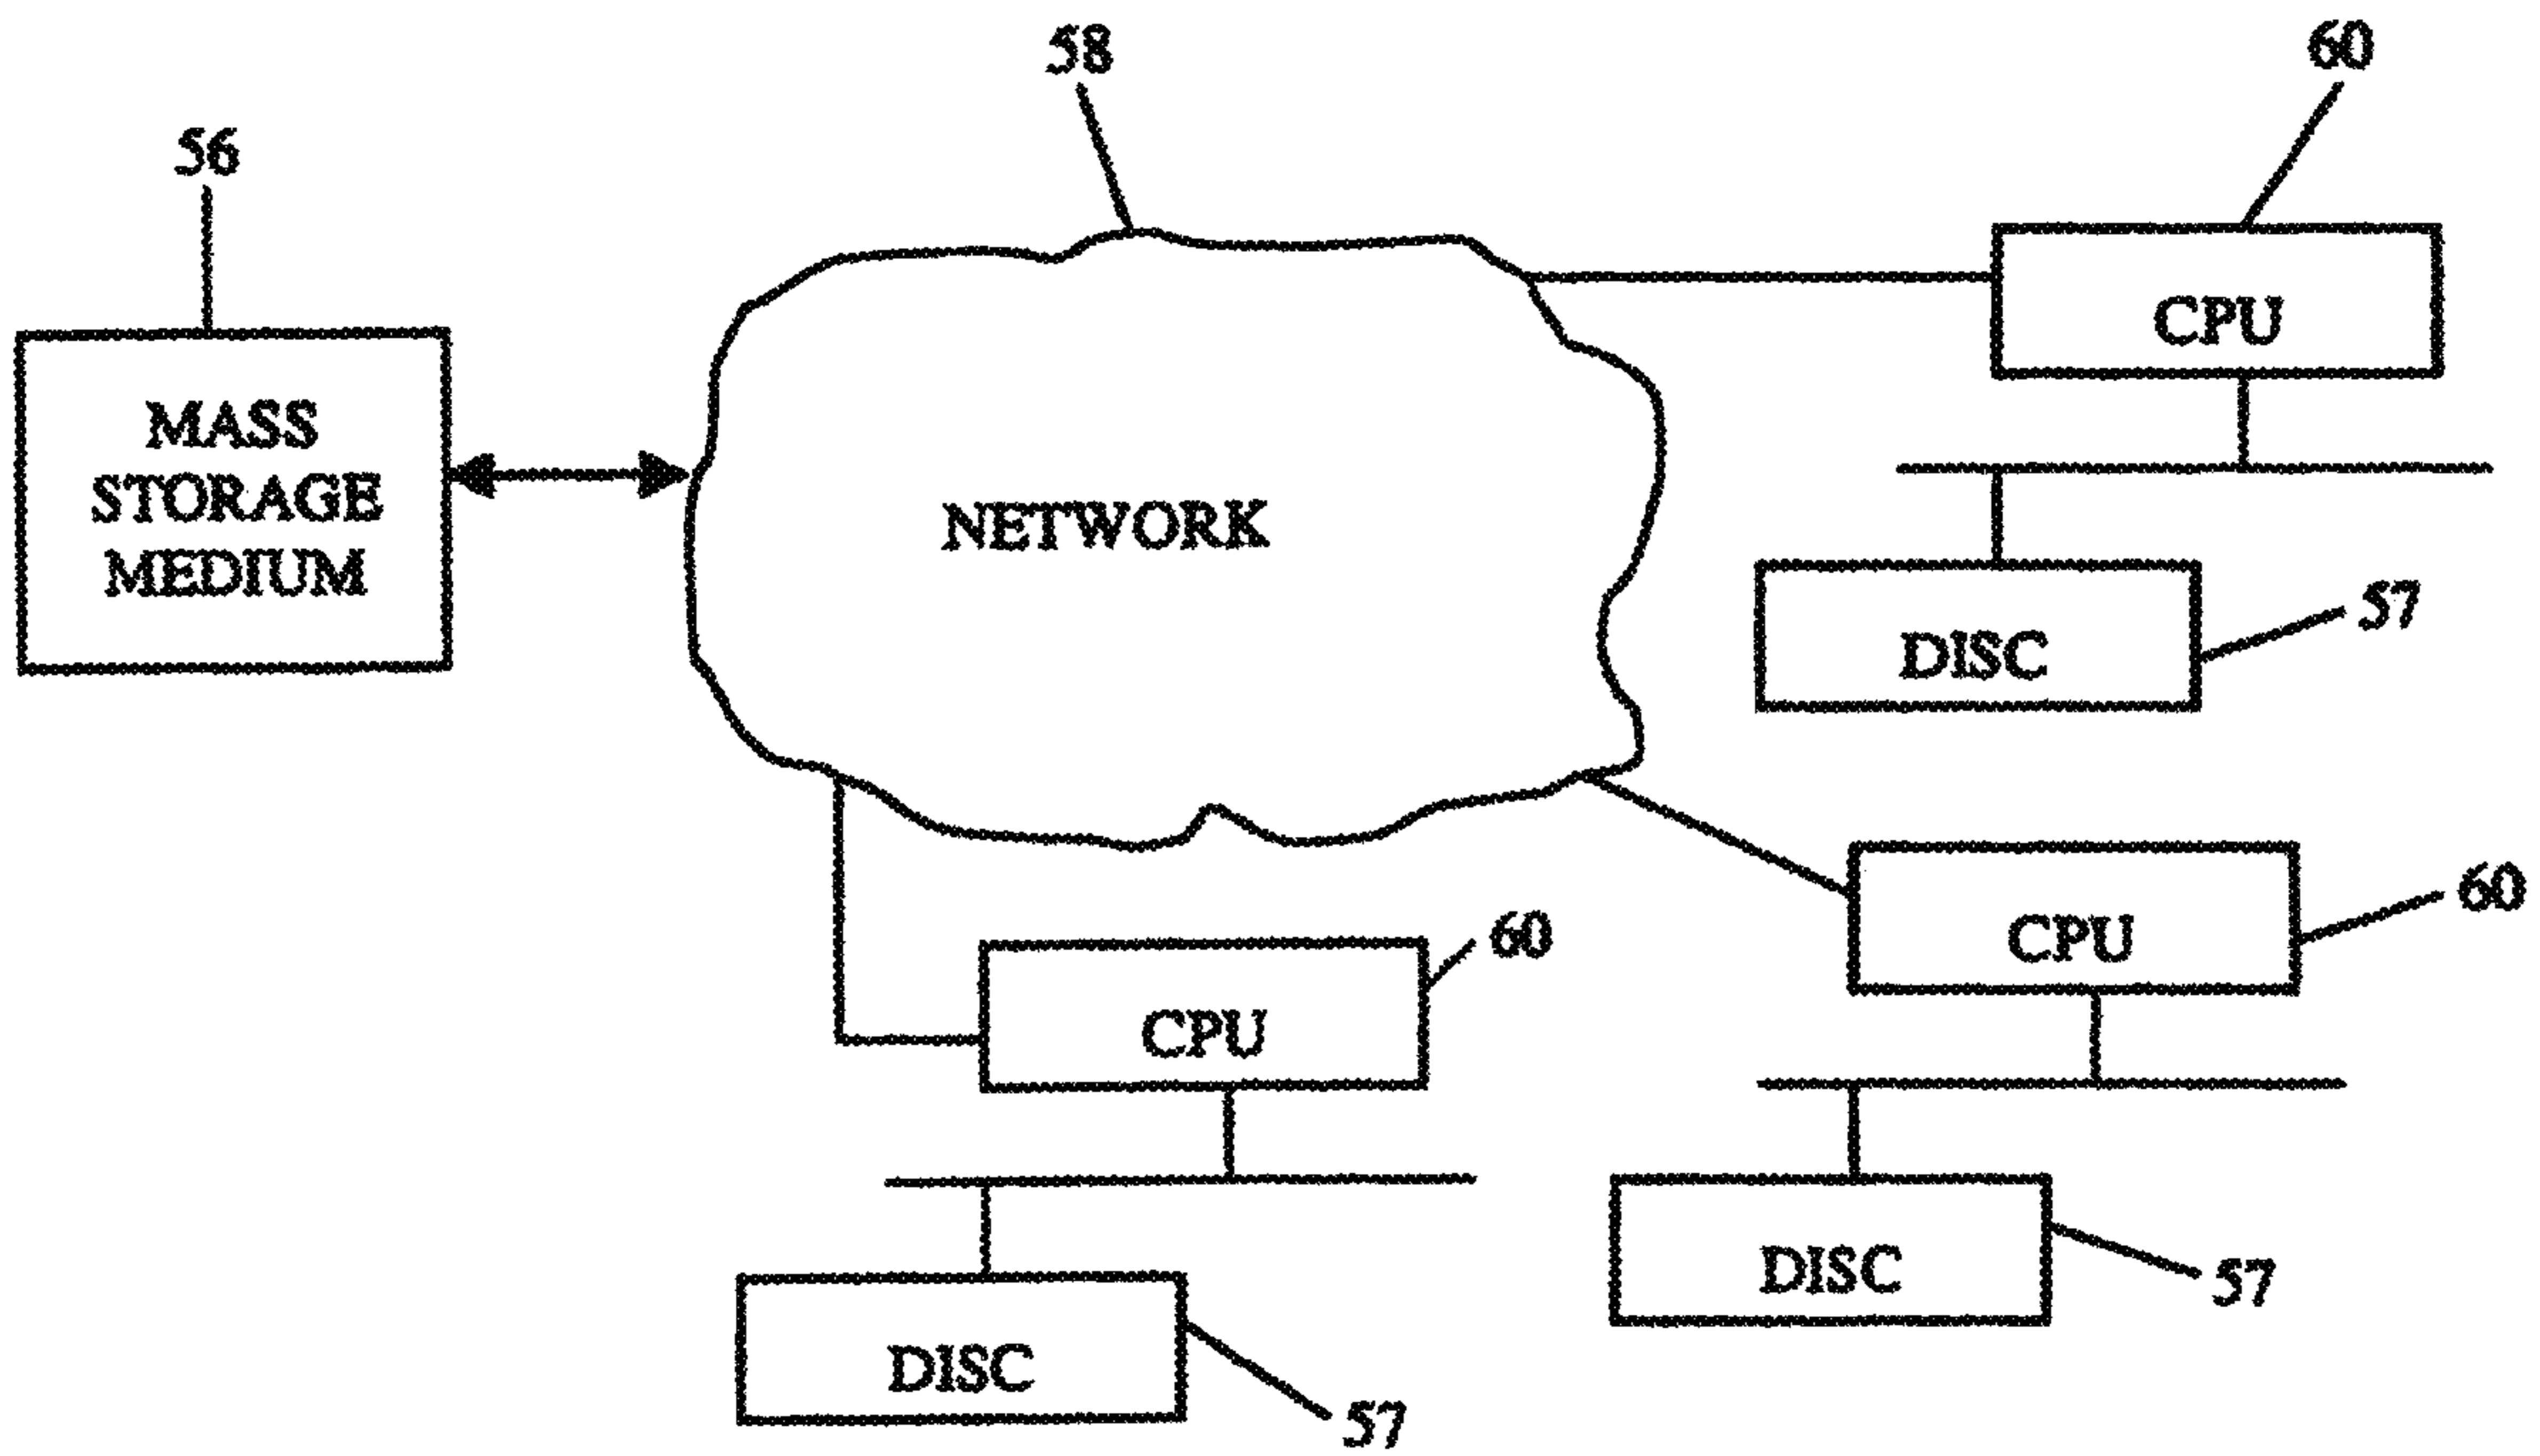 58
60
56
CPU
MASS
STORAGE
MEDIUM
NETWORK
57
DISC
60
CPU
60
CPU
DISC
57
DISC
57